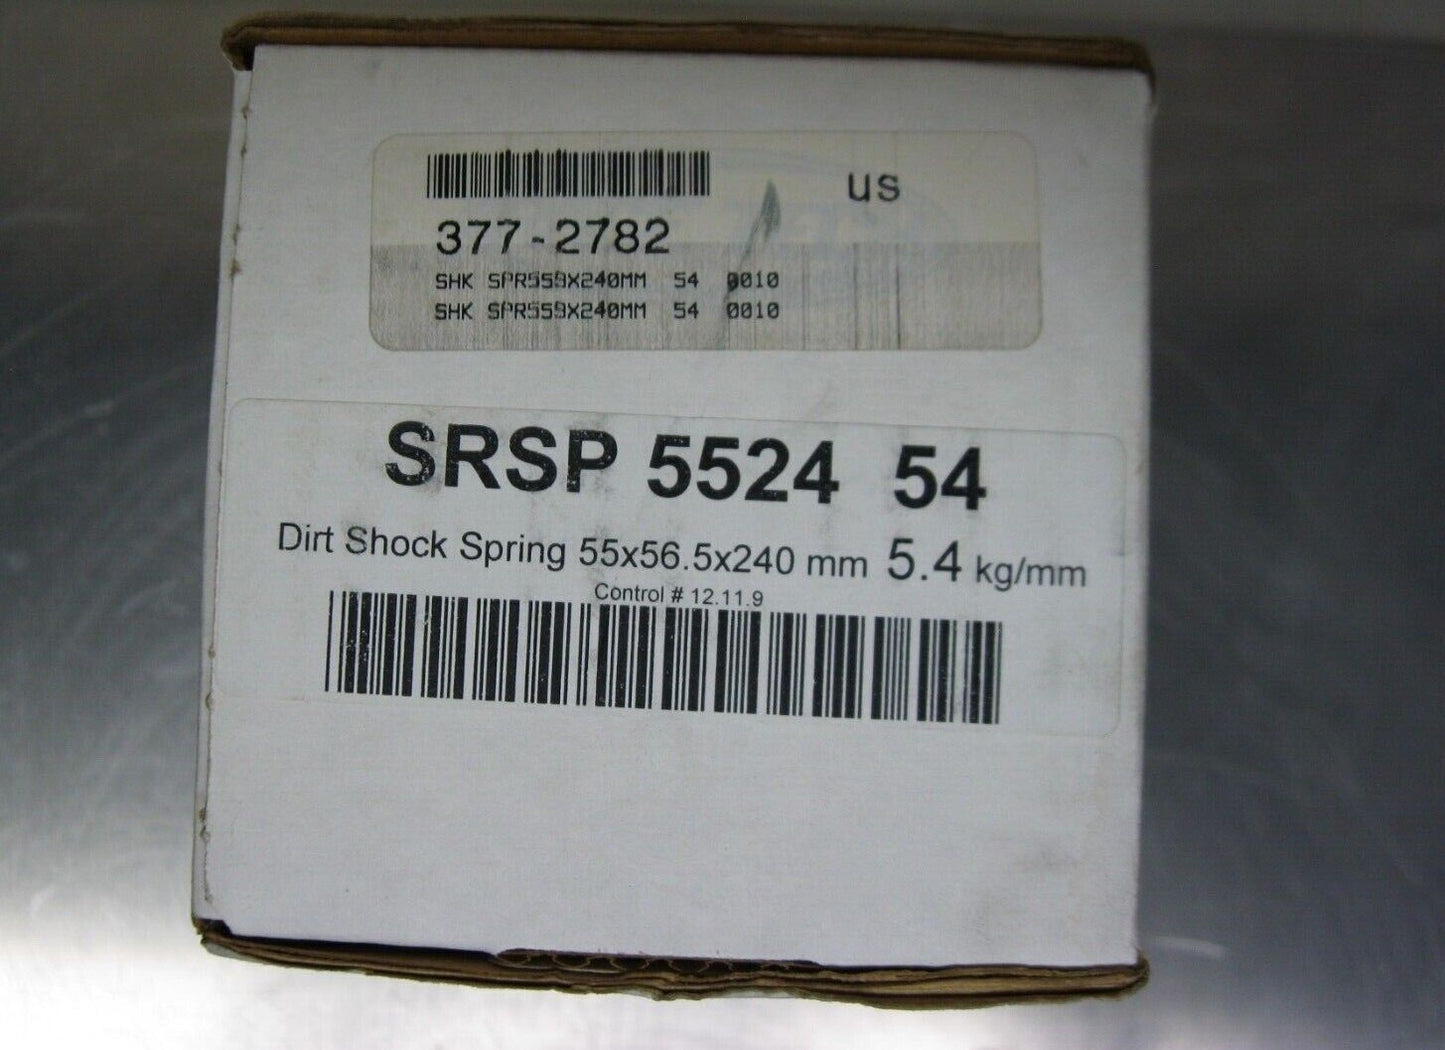 us
377-2782
SHK SPR559X240MM 54 0010
SHK SPR559X240MM 54 0010
SRSP 5524 54
Dirt Shock Spring 55x56.5x240 mm 5.4 kg/mm
Control # 12.11.9